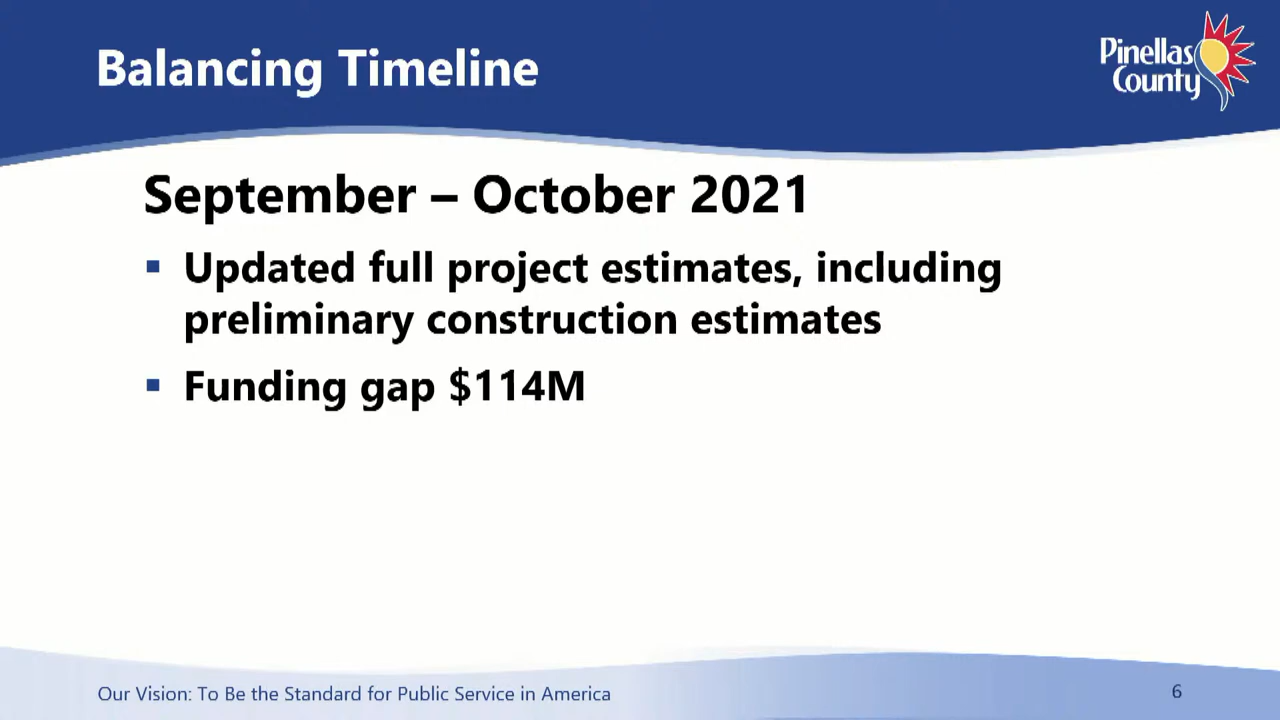 Balancing Timeline
Pinellas
County
September – October 2021
▪ Updated full project estimates, including
preliminary construction estimates
▪ Funding gap $114M
Our Vision: To Be the Standard for Public Service in America
6